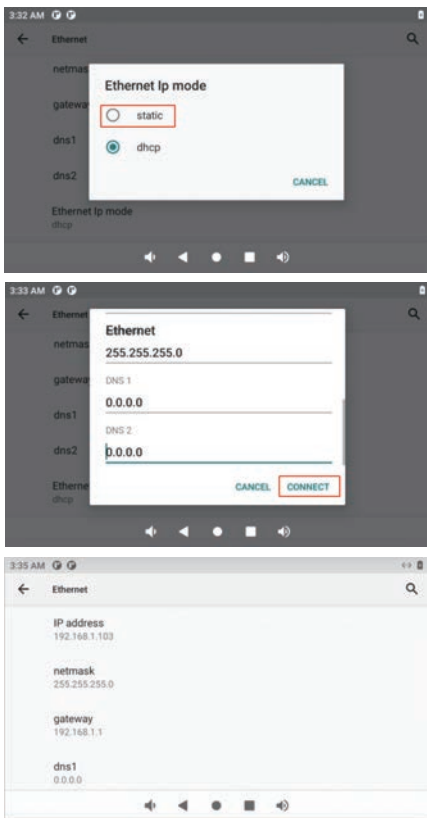 3:32 AM
Ethernet
netmas
Ethernet Ip mode
gatewa
static
dns1
dhcp
dns2
CANCEL
Ethernet Ip mode
dhcp
3:33 AM
Ethernet
Ethernet
netmas
255.255.255.0
gatewa
DNS 1
0.0.0.0
dns1
DNS 2
dns2
0.0.0.0
Etherne
CANCEL CONNECT
dhcp
3:35 AM
Ethernet
IP address
192.168.1.103
netmask
255.255.255.0
gateway
192.168.1.1
dns1
0.0.0.0